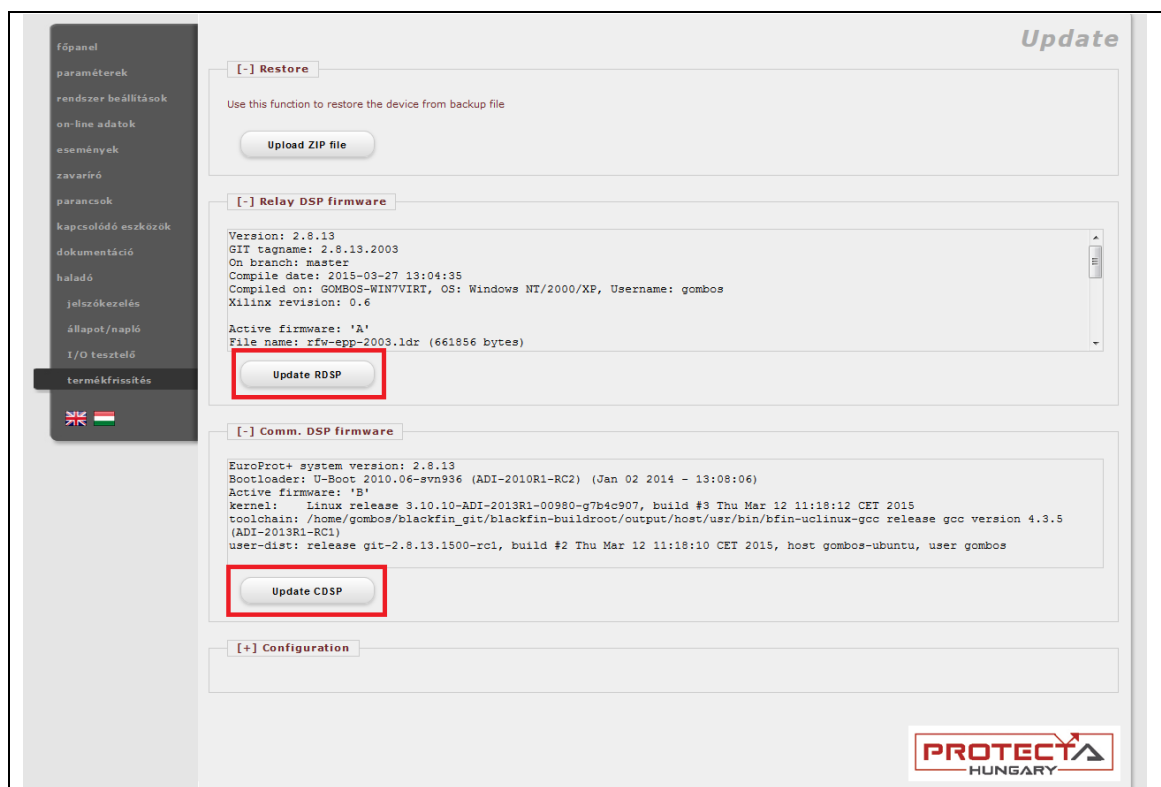 főpanel
paraméterek
rendszer beállítások
on-line adatok
események
zavaríró
parancsok
kapcsolódó eszközök
dokumentáció
haladó
jelszókezelés
állapot/napló
I/O tesztelő
termékfrissítés
Update
[-] Restore
Use this function to restore the device from backup file
Upload ZIP file
[-] Relay DSP firmware
Version: 2.8.13
GIT tagname: 2.8.13.2003
On branch: master
Compile date: 2015-03-27 13:04:35
Compiled on: GOMBOS-WIN7VIRT, OS: Windows NT/2000/XP, Username: gombos
Xilinx revision: 0.6
Active firmware: 'A'
File name: rfw-epp-2003.ldr (661856 bytes)
Update RDSP
[-] Comm. DSP firmware
EuroProt+ system version: 2.8.13
Bootloader: U-Boot 2010.06-svn936 (ADI-2010R1-RC2) (Jan 02 2014 - 13:08:06)
Active firmware: 'B'
kernel: Linux release 3.10.10-ADI-2013R1-00980-g7b4c907, build #3 Thu Mar 12 11:18:12 CET 2015
toolchain: /home/gombos/blackfin_git/blackfin-buildroot/output/host/usr/bin/bfin-uclinux-gcc release gcc version 4.3.5
(ADI-2013R1-RC1)
user-dist: release git-2.8.13.1500-rc1, build #2 Thu Mar 12 11:18:10 CET 2015, host gombos-ubuntu, user gombos
Update CDSP
[+] Configuration
PROTECTA
HUNGARY